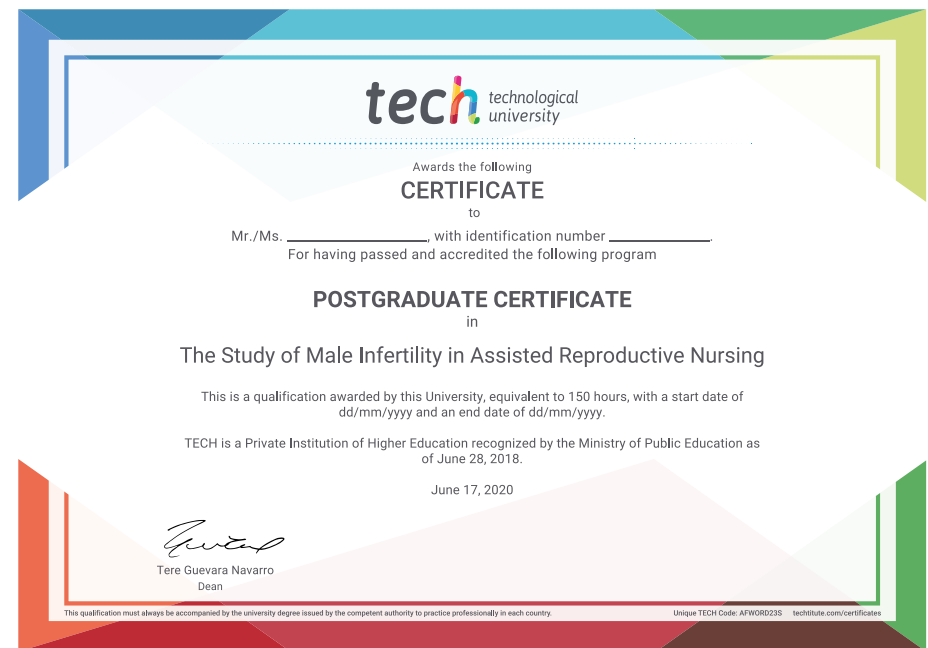 tech technological
university
Awards the following
CERTIFICATE
to
Mr./Ms. ____________________, with identification number ______________.
For having passed and accredited the following program
POSTGRADUATE CERTIFICATE
in
The Study of Male Infertility in Assisted Reproductive Nursing
This is a qualification awarded by this University, equivalent to 150 hours, with a start date of
dd/mm/yyyy and an end date of dd/mm/yyyy.
TECH is a Private Institution of Higher Education recognized by the Ministry of Public Education as
of June 28, 2018.
June 17, 2020
Tere Guevara Navarro
Dean
This qualification must always be accompanied by the university degree issued by the competent authority to practice professionally in each country. Unique TECH Code: AFWORD23S techtitute.com/certificates